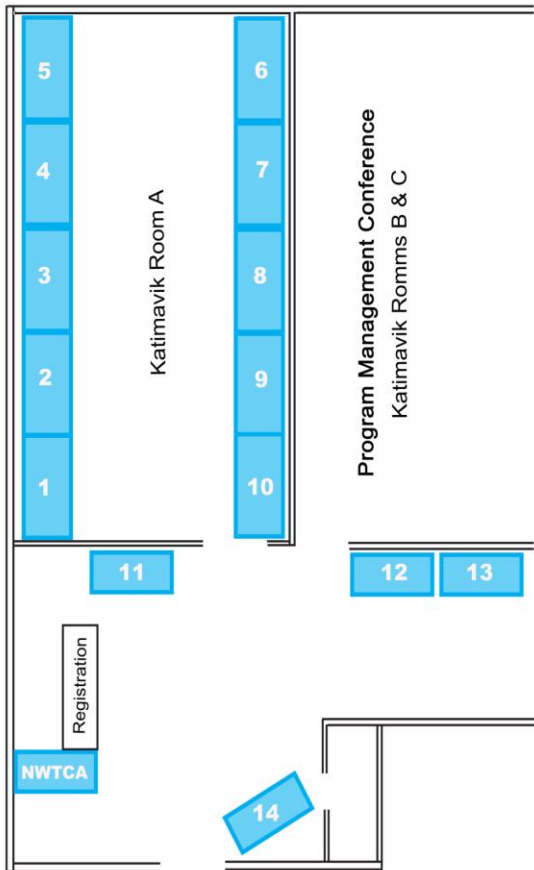 5
4
3
2
1
6
7
8
9
10
Katimavik Room A
Program Management Conference
Katimavik Romms B & C
11
12
13
Registration
NWTCA
14